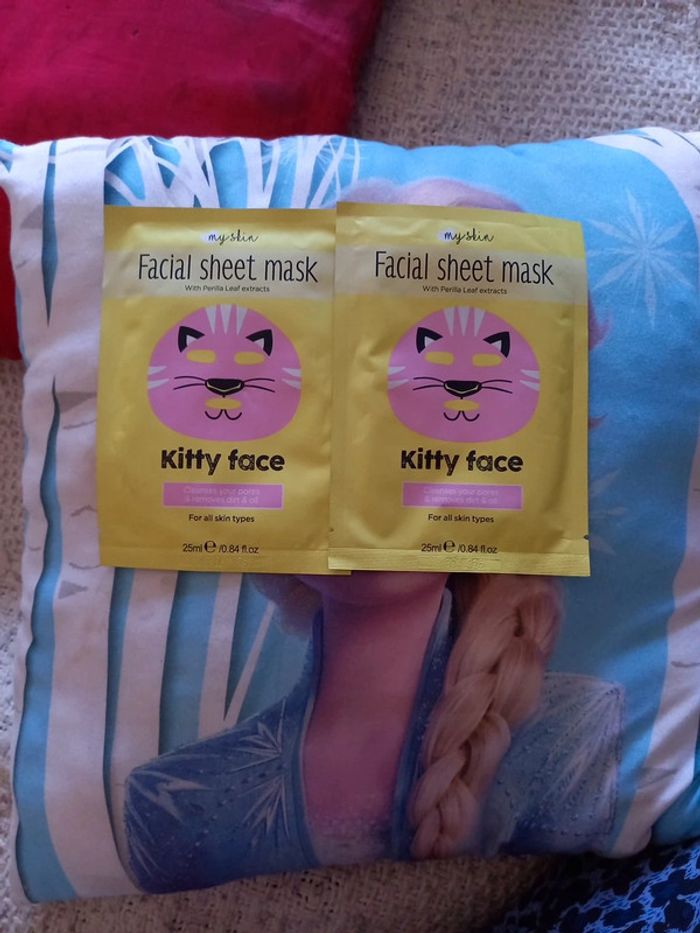 my skin
Facial sheet mask
With Perilla Leaf extracts
Kitty face
Cleanses your pores
& removes dirt & oil
For all skin types
25ml ℮ /0.84 fl.oz
my skin
Facial sheet mask
With Perilla Leaf extracts
Kitty face
Cleanses your pores
& removes dirt & oil
For all skin types
25ml ℮ /0.84 fl.oz